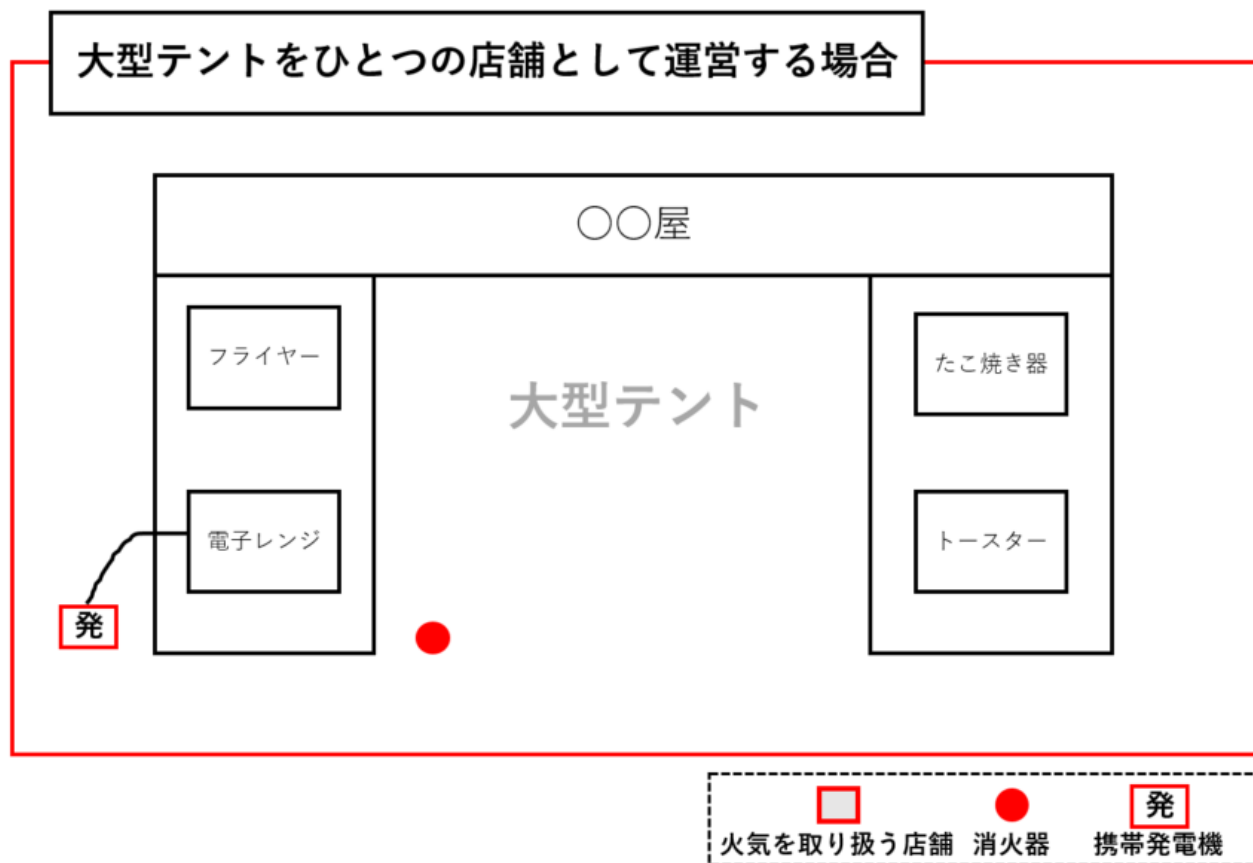 大型テントをひとつの店舗として運営する場合
〇〇屋
フライヤー
たこ焼き器
大型テント
電子レンジ
トースター
発
発
火気を取り扱う店舗
消火器
携帯発電機